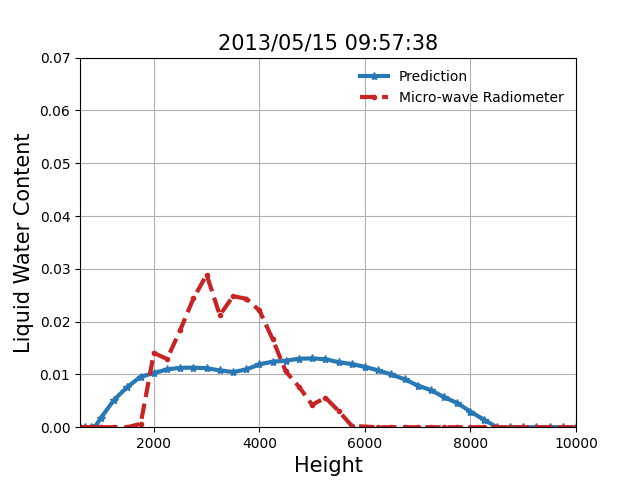 2013/05/15 09:57:38
Prediction
Micro-wave Radiometer
Liquid Water Content
0.07
0.06
0.05
0.04
0.03
0.02
0.01
0.00
2000 4000 6000 8000 10000
Height